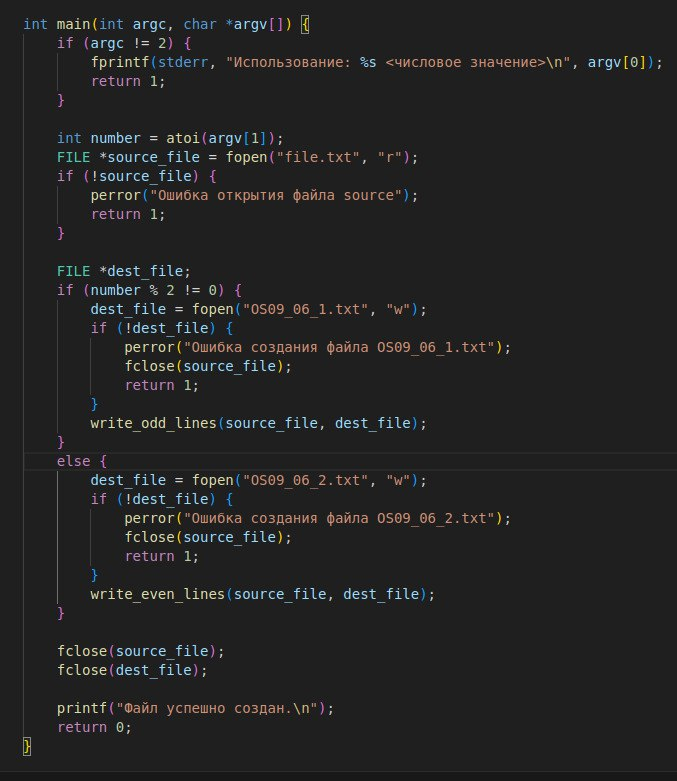 int main(int argc, char *argv[]) {
    if (argc != 2) {
        fprintf(stderr, "Использование: %s <числовое значение>\n", argv[0]);
        return 1;
    }

    int number = atoi(argv[1]);
    FILE *source_file = fopen("file.txt", "r");
    if (!source_file) {
        perror("Ошибка открытия файла source");
        return 1;
    }

    FILE *dest_file;
    if (number % 2 != 0) {
        dest_file = fopen("OS09_06_1.txt", "w");
        if (!dest_file) {
            perror("Ошибка создания файла OS09_06_1.txt");
            fclose(source_file);
            return 1;
        }
        write_odd_lines(source_file, dest_file);
    }
    else {
        dest_file = fopen("OS09_06_2.txt", "w");
        if (!dest_file) {
            perror("Ошибка создания файла OS09_06_2.txt");
            fclose(source_file);
            return 1;
        }
        write_even_lines(source_file, dest_file);
    }

    fclose(source_file);
    fclose(dest_file);

    printf("Файл успешно создан.\n");
    return 0;
}